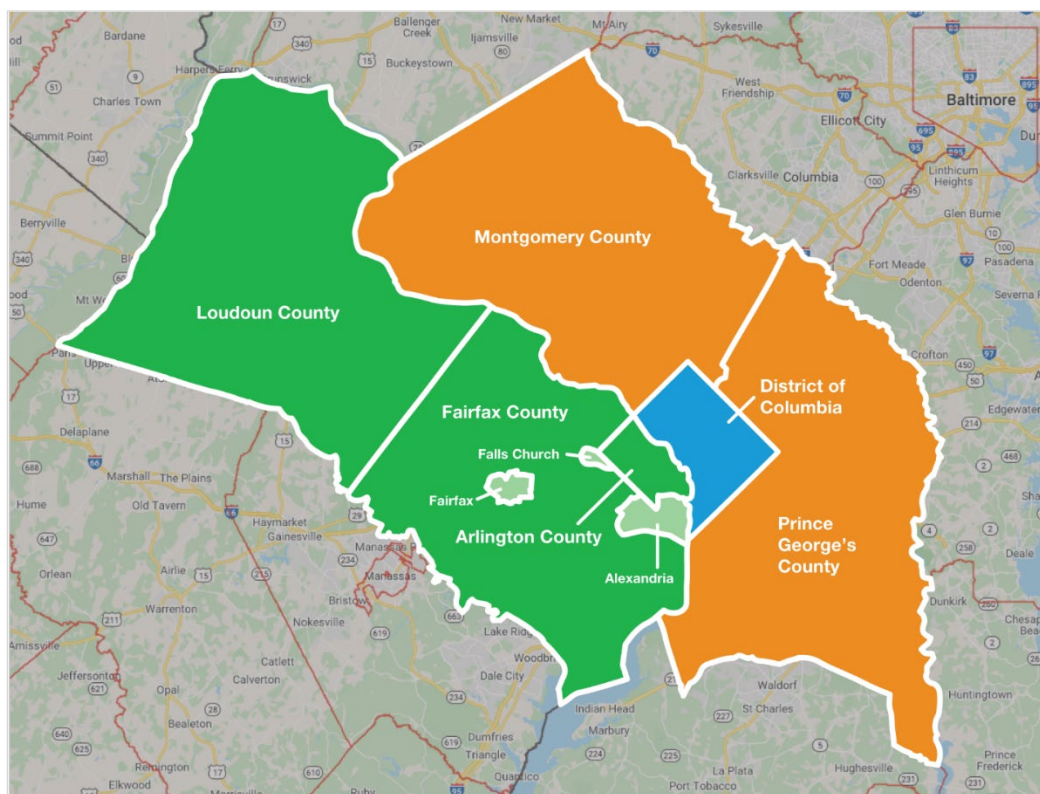 Bardane
Ballenger
Creek
Ijamsville
New Market
Mt Airy
Sykesville
Harpers Ferry
Buckeystown
Charles Town
West
Friendship
Baltimore
Ellicott City
Summit Point
Clarksville
Columbia
Linthicum
Heights
Berryville
Glen Burnie
Montgomery County
Fort Meade
Pasadena
Odenton
Loudoun County
Severna
Crofton
District of
Columbia
Fairfax County
Edgewater
Delaplane
Falls Church
Marshall
The Plains
Fairfax
Hume
Old Tavern
Haymarket
Gainesville
Arlington County
Prince
George's
County
Manassas
Deale
Orlean
Airlie
Alexandria
Bristow
Warrenton
Nokesville
Dunkirk
Amissville
Lake Ridge
Catlett
Jeffersonton
Opal
Calverton
Dale City
Waldorf
Huntingtown
Indian Head
St Charles
Bealeton
Marbury
Dumfries
Triangle
Prince
Frederick
Remington
Hughesville
Elkwood
Quantico
La Plata
Port Tobacco